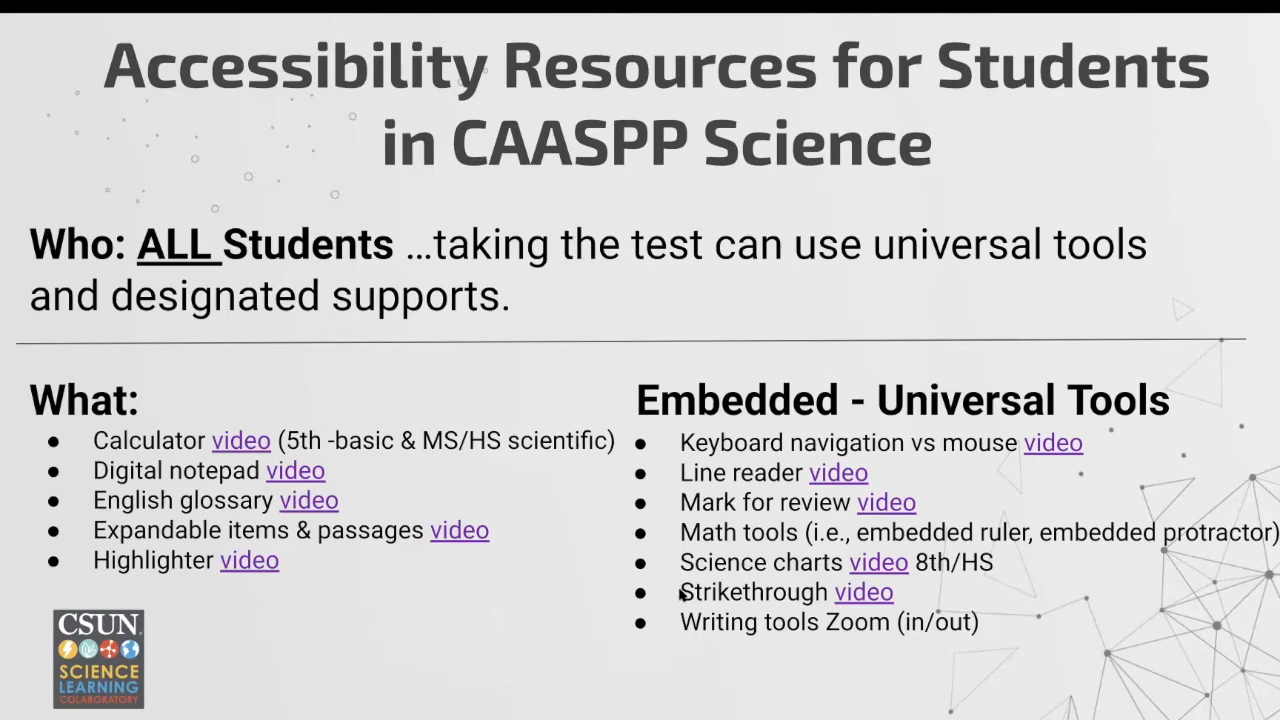 Accessibility Resources for Students
in CAASPP Science
Who: ALL Students ...taking the test can use universal tools
and designated supports.
What:
● Calculator video (5th -basic & MS/HS scientific)
● Digital notepad video
● English glossary video
● Expandable items & passages video
● Highlighter video
Embedded - Universal Tools
● Keyboard navigation vs mouse video
● Line reader video
● Mark for review video
● Math tools (i.e., embedded ruler, embedded protractor)
● Science charts video 8th/HS
● Strikethrough video
● Writing tools Zoom (in/out)
CSUN
SCIENCE
LEARNING
COLABORATORY